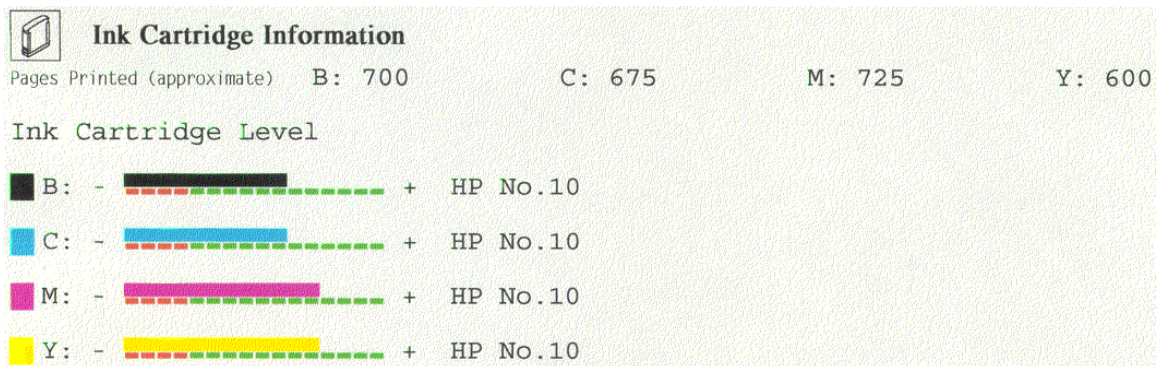 Ink Cartridge Information
Pages Printed (approximate) B: 700 C: 675 M: 725 Y: 600
Ink Cartridge Level
B: - + HP No.10
C: - + HP No.10
M: - + HP No.10
Y: - + HP No.10